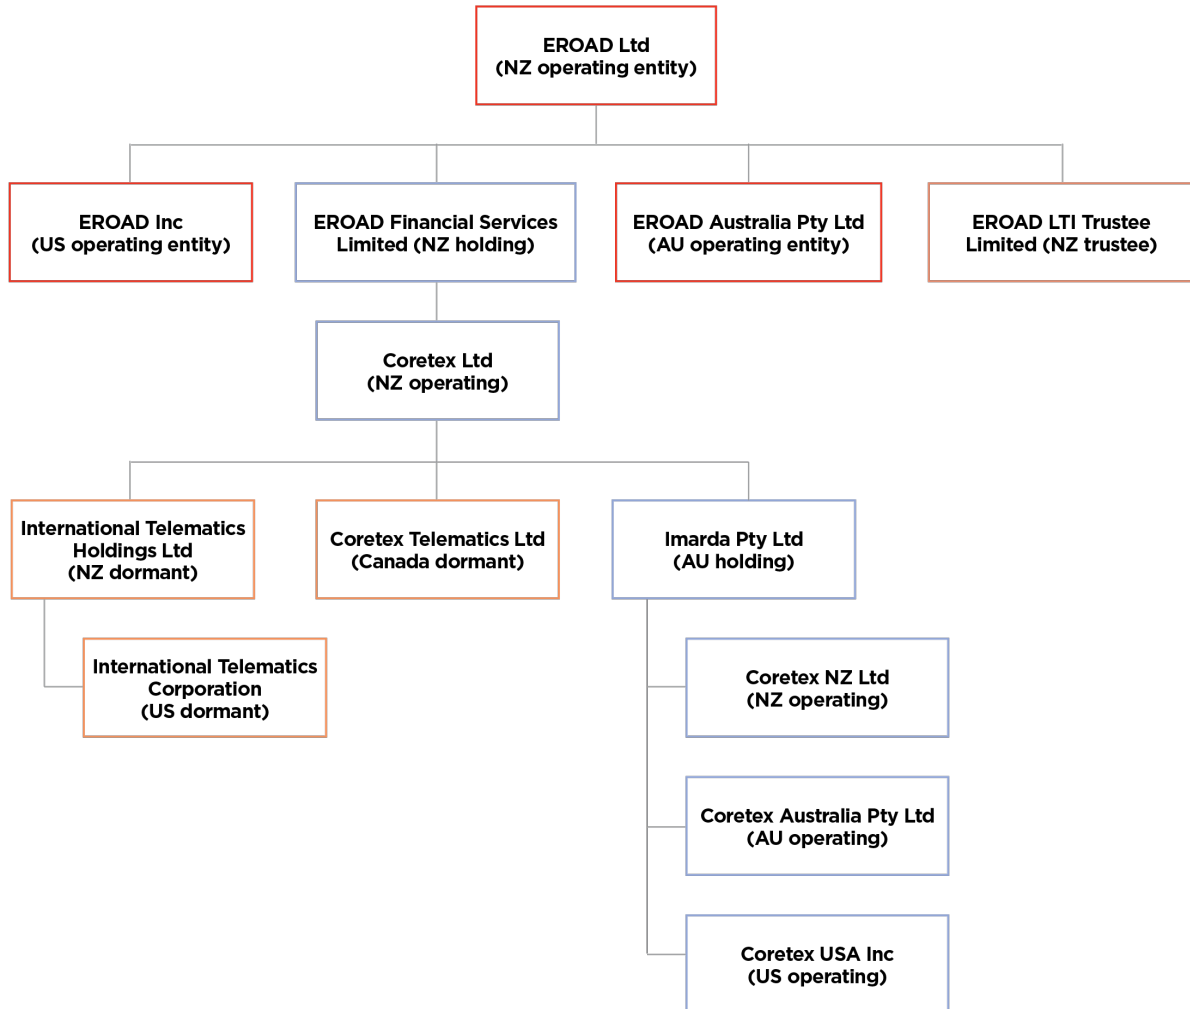 EROAD Ltd
(NZ operating entity)
EROAD Inc
(US operating entity)
EROAD Financial Services
Limited (NZ holding)
EROAD Australia Pty Ltd
(AU operating entity)
EROAD LTI Trustee
Limited (NZ trustee)
Coretex Ltd
(NZ operating)
International Telematics
Holdings Ltd
(NZ dormant)
Coretex Telematics Ltd
(Canada dormant)
Imarda Pty Ltd
(AU holding)
International Telematics
Corporation
(US dormant)
Coretex NZ Ltd
(NZ operating)
Coretex Australia Pty Ltd
(AU operating)
Coretex USA Inc
(US operating)